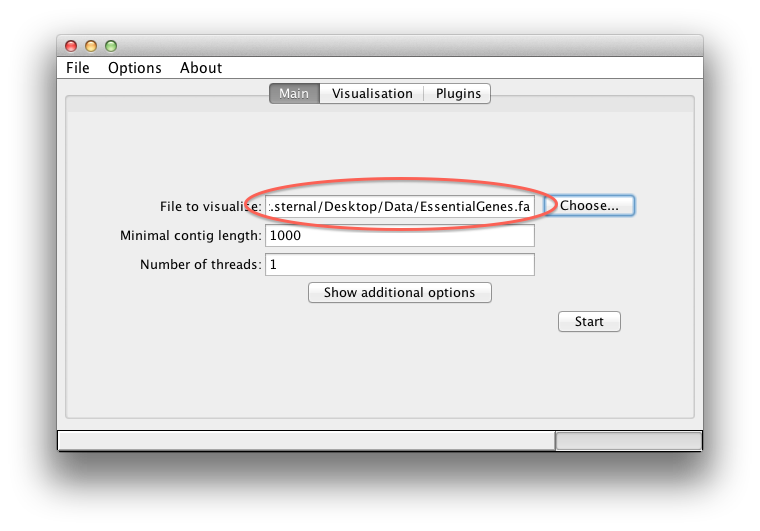 File Options About
Main Visualisation Plugins
File to visualise: .sternal/Desktop/Data/EssentialGenes.fa Choose...
Minimal contig length: 1000
Number of threads: 1
Show additional options
Start